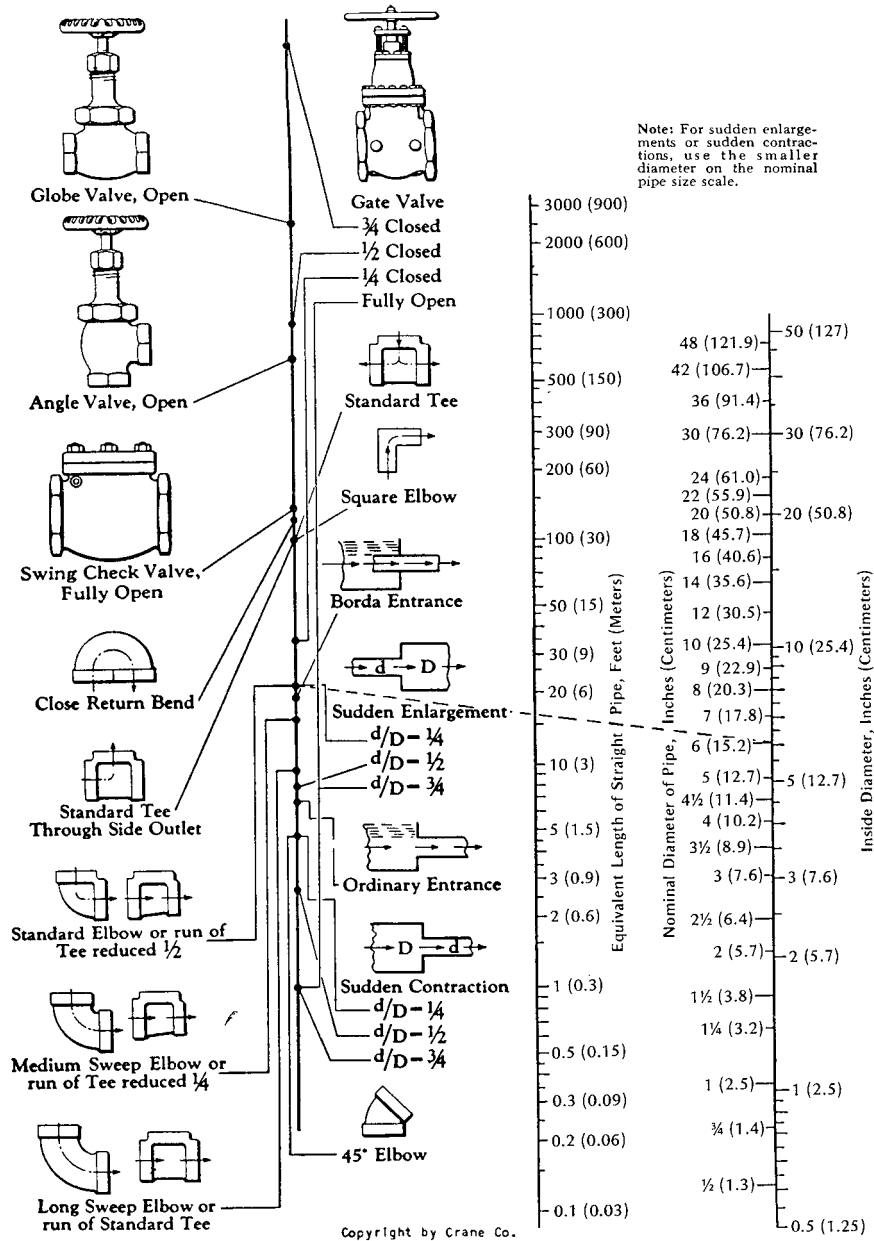 Globe Valve, Open
Angle Valve, Open
Swing Check Valve,
Fully Open
Close Return Bend
Standard Tee
Through Side Outlet
Standard Elbow or run of
Tee reduced ½
Medium Sweep Elbow or
run of Tee reduced ¼
Long Sweep Elbow or
run of Standard Tee
Gate Valve
¾ Closed
½ Closed
¼ Closed
Fully Open
Standard Tee
Square Elbow
Borda Entrance
d D
Sudden Enlargement
d/D-¼
d/D-½
d/D-¾
Ordinary Entrance
D d
Sudden Contraction
d/D-¼
d/D-½
d/D-¾
45° Elbow
Copyright by Crane Co.
Note: For sudden enlarge-
ments or sudden contrac-
tions, use the smaller
diameter on the nominal
pipe size scale.
3000 (900)
2000 (600)
1000 (300)
500 (150)
300 (90)
200 (60)
100 (30)
50 (15)
30 (9)
20 (6)
10 (3)
5 (1.5)
3 (0.9)
2 (0.6)
1 (0.3)
0.5 (0.15)
0.3 (0.09)
0.2 (0.06)
0.1 (0.03)
Equivalent Length of Straight Pipe, Feet (Meters)
Nominal Diameter of Pipe, Inches (Centimeters)
48 (121.9)
42 (106.7)
36 (91.4)
30 (76.2)
24 (61.0)
22 (55.9)
20 (50.8)
18 (45.7)
16 (40.6)
14 (35.6)
12 (30.5)
10 (25.4)
9 (22.9)
8 (20.3)
7 (17.8)
6 (15.2)
5 (12.7)
4½ (11.4)
4 (10.2)
3½ (8.9)
3 (7.6)
2½ (6.4)
2 (5.7)
1½ (3.8)
1¼ (3.2)
1 (2.5)
¾ (1.4)
½ (1.3)
50 (127)
30 (76.2)
20 (50.8)
10 (25.4)
5 (12.7)
3 (7.6)
2 (5.7)
1 (2.5)
0.5 (1.25)
Inside Diameter, Inches (Centimeters)